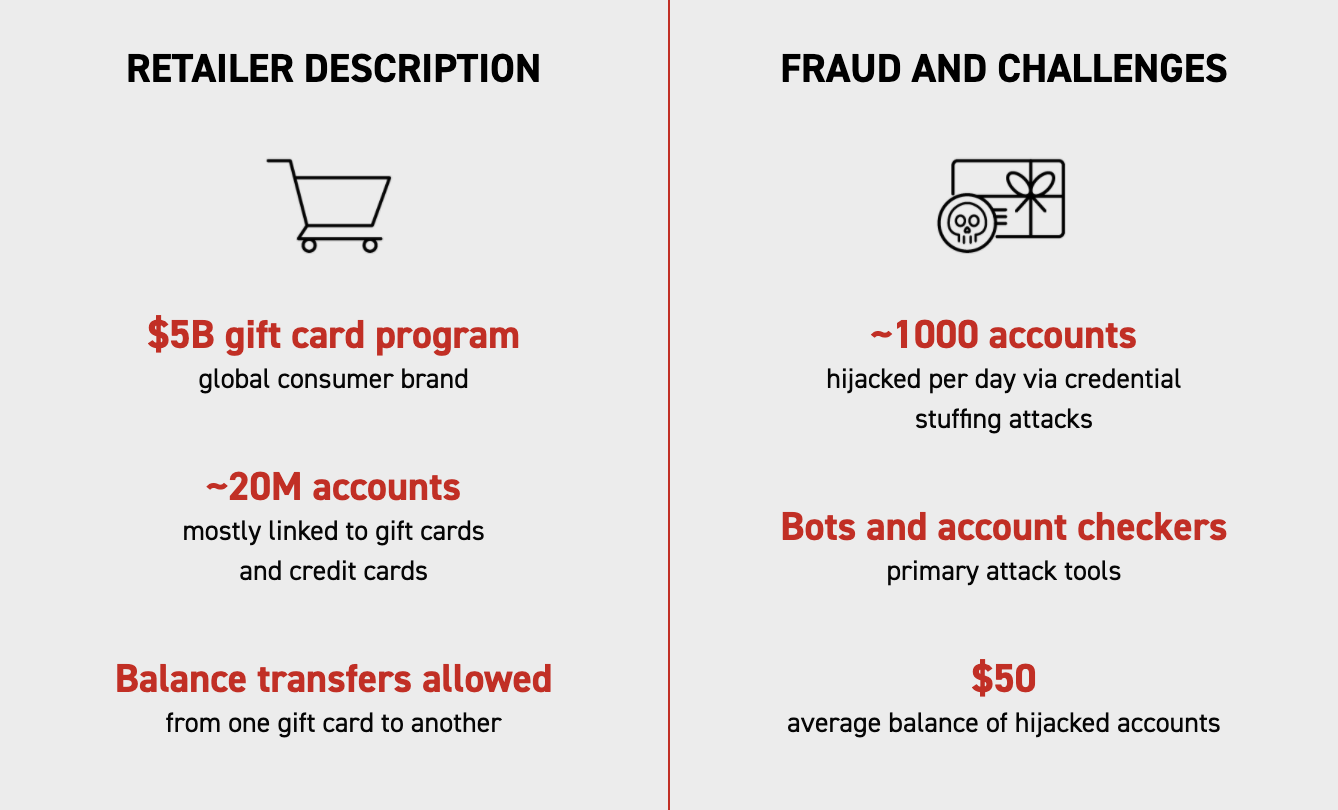 RETAILER DESCRIPTION
$5B gift card program
global consumer brand
~20M accounts
mostly linked to gift cards
and credit cards
Balance transfers allowed
from one gift card to another
FRAUD AND CHALLENGES
~1000 accounts
hijacked per day via credential
stuffing attacks
Bots and account checkers
primary attack tools
$50
average balance of hijacked accounts